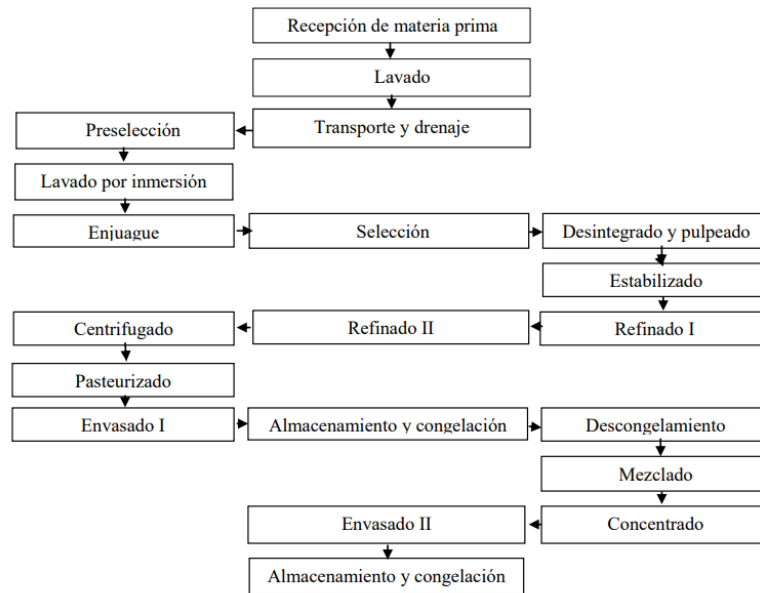 Recepción de materia prima
Lavado
Transporte y drenaje
Preselección
Lavado por inmersión
Enjuague
Selección
Desintegrado y pulpeado
Estabilizado
Refinado I
Refinado II
Centrifugado
Pasteurizado
Envasado I
Almacenamiento y congelación
Descongelamiento
Mezclado
Concentrado
Envasado II
Almacenamiento y congelación